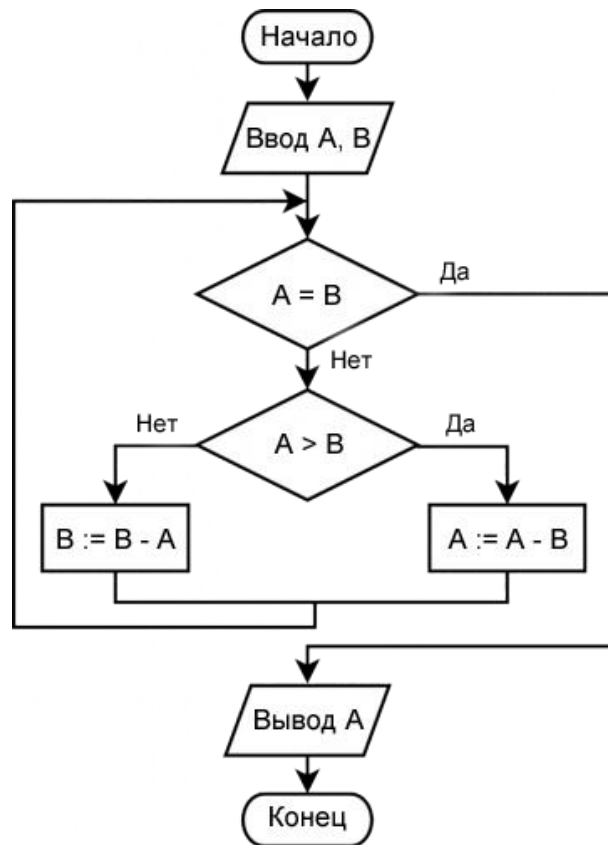 Начало
Ввод А, В
А = В
Да
Нет
А > В
Нет
Да
В := В - А
А := А - В
Вывод А
Конец